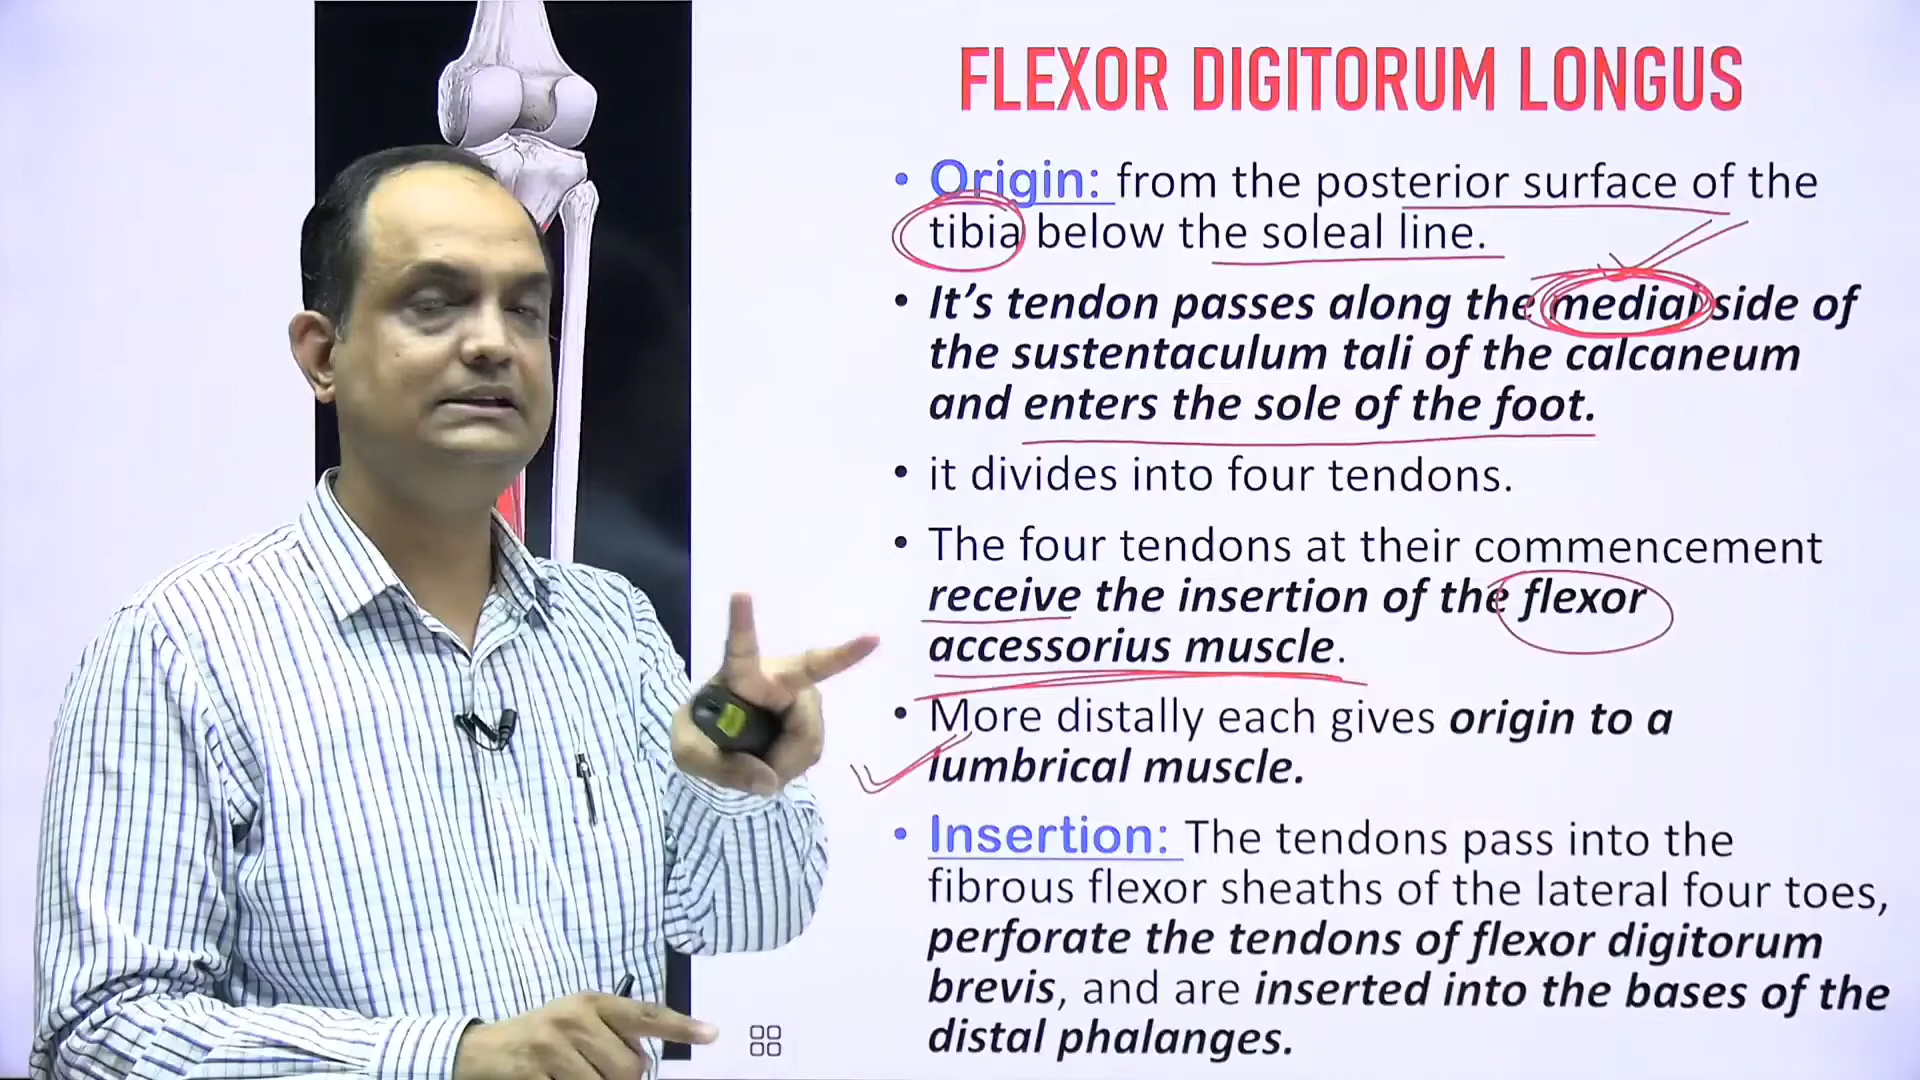 FLEXOR DIGITORUM LONGUS
• Origin: from the posterior surface of the
tibia below the soleal line.
• It’s tendon passes along the medial side of
the sustentaculum tali of the calcaneum
and enters the sole of the foot.
• it divides into four tendons.
• The four tendons at their commencement
receive the insertion of the flexor
accessorius muscle.
• More distally each gives origin to a
lumbrical muscle.
• Insertion: The tendons pass into the
fibrous flexor sheaths of the lateral four toes,
perforate the tendons of flexor digitorum
brevis, and are inserted into the bases of the
distal phalanges.